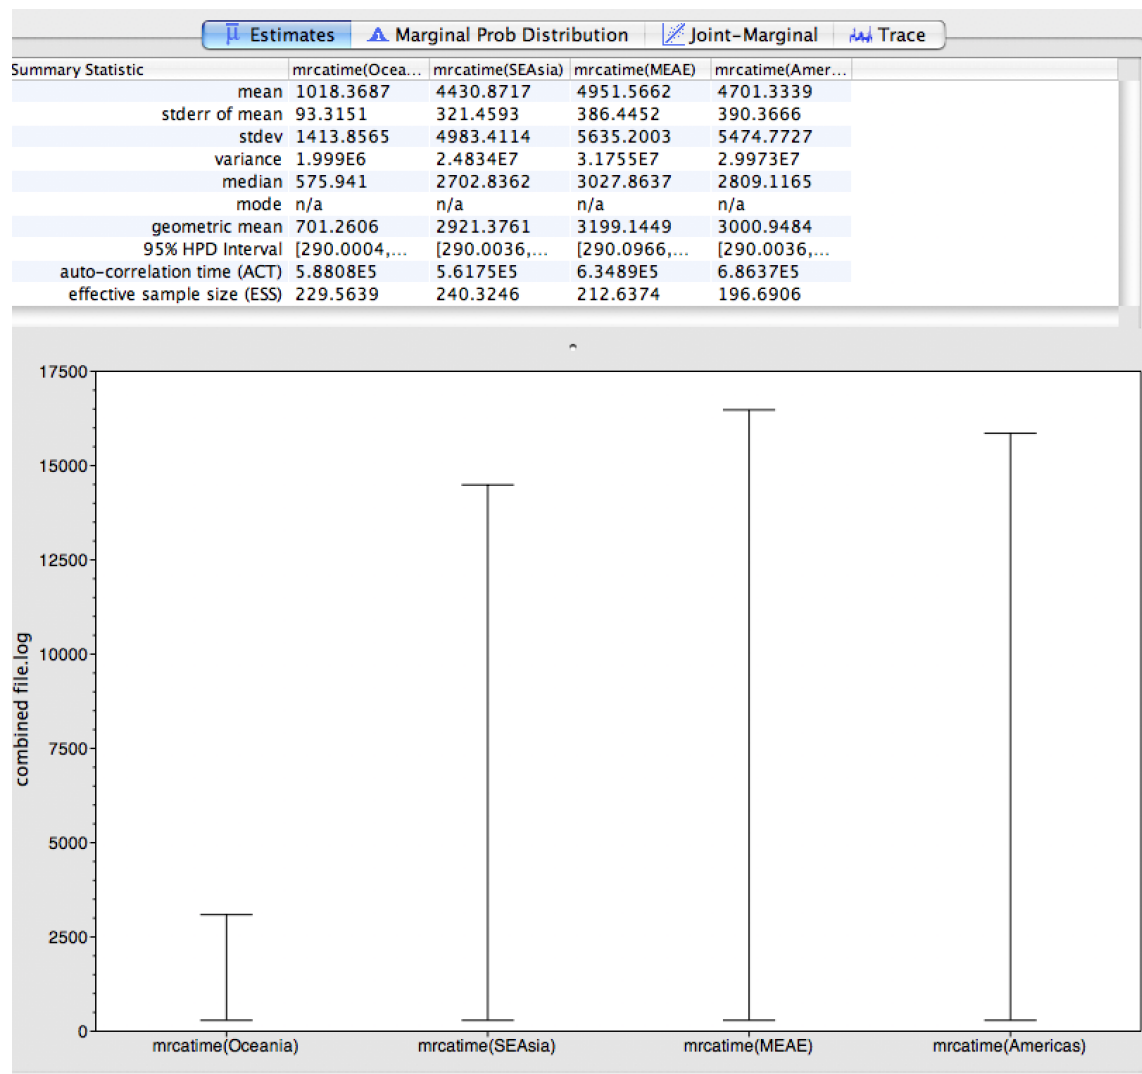 μ Estimates Marginal Prob Distribution Joint-Marginal Trace
Summary Statistic mrcatime(Ocea... mrcatime(SEAsia) mrcatime(MEAE) mrcatime(Amer...
mean 1018.3687 4430.8717 4951.5662 4701.3339
stderr of mean 93.3151 321.4593 386.4452 390.3666
stdev 1413.8565 4983.4114 5635.2003 5474.7727
variance 1.999E6 2.4834E7 3.1755E7 2.9973E7
median 575.941 2702.8362 3027.8637 2809.1165
mode n/a n/a n/a n/a
geometric mean 701.2606 2921.3761 3199.1449 3000.9484
95% HPD Interval [290.0004,... [290.0036,... [290.0966,... [290.0036,...
auto-correlation time (ACT) 5.8808E5 5.6175E5 6.3489E5 6.8637E5
effective sample size (ESS) 229.5639 240.3246 212.6374 196.6906
17500
15000
12500
10000
7500
5000
2500
0
combined file.log
mrcatime(Oceania) mrcatime(SEAsia) mrcatime(MEAE) mrcatime(Americas)